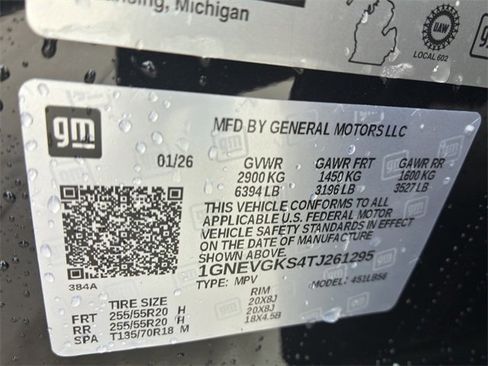 Lansing, Michigan
UAW
LOCAL 602
gm
MFD BY GENERAL MOTORS LLC
01/26
GVWR GAWR FRT GAWR RR
2900 KG 1450 KG 1600 KG
6394 LB 3196 LB 3527 LB
THIS VEHICLE CONFORMS TO ALL
APPLICABLE U.S. FEDERAL MOTOR
VEHICLE SAFETY STANDARDS IN EFFECT
ON THE DATE OF MANUFACTURE
SHOWN ABOVE.
1GNEVGKS4TJ261295
TYPE: MPV MODEL: 451LBS6
384A
TIRE SIZE RIM
FRT 255/55R20 H 20X8J
RR 255/55R20 H 20X8J
SPA T135/70R18 M 18X4.5B